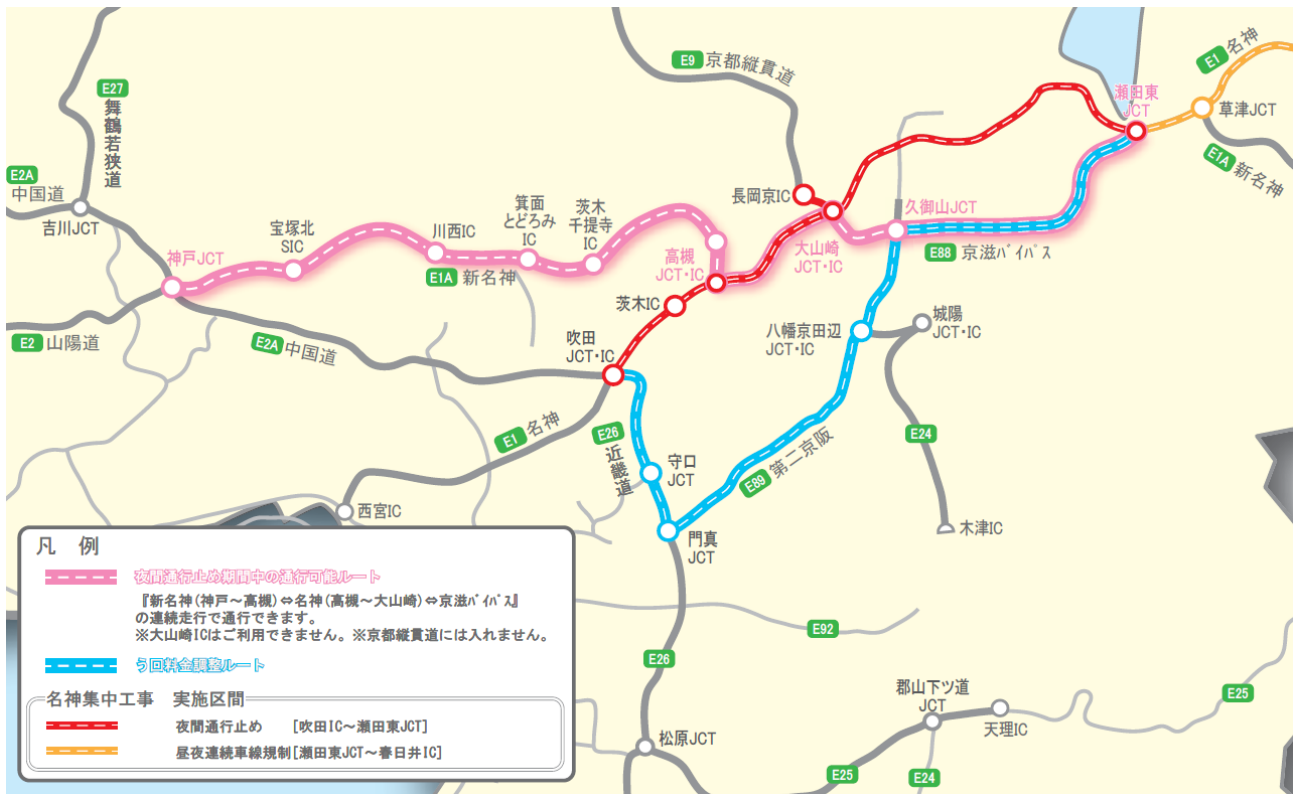 E9 京都縦貫道
E1 名神
E27
舞鶴若狭道
瀬田東
JCT
草津JCT
E1A 新名神
E2A
中国道
吉川JCT
宝塚北
SIC
川西IC
箕面
とどろみ
IC
茨木
千提寺
IC
長岡京IC
久御山JCT
神戸JCT
高槻
JCT・IC
大山崎
JCT・IC
E88 京滋バイパス
E1A 新名神
茨木IC
城陽
JCT・IC
八幡京田辺
JCT・IC
E2 山陽道
E2A 中国道
吹田
JCT・IC
E1 名神
E26
近畿道
E24
守口
JCT
E89 第二京阪
西宮IC
門真
JCT
木津IC
凡 例
夜間通行止め期間中の通行可能ルート
『新名神(神戸～高槻)⇔名神(高槻～大山崎)⇔京滋バイパス』
の連続走行で通行できます。
※大山崎ICはご利用できません。※京都縦貫道には入れません。
う回料金調整ルート
名神集中工事 実施区間
夜間通行止め [吹田IC～瀬田東JCT]
昼夜連続車線規制[瀬田東JCT～春日井IC]
E92
E26
郡山下ツ道
JCT
天理IC
E25
松原JCT
E25
E24